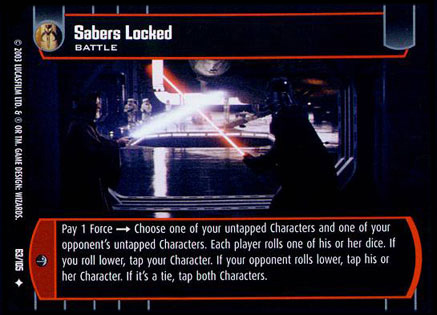 Sabers Locked
BATTLE
Pay 1 Force → Choose one of your untapped Characters and one of your
opponent's untapped Characters. Each player rolls one of his or her dice. If
you roll lower, tap your Character. If your opponent rolls lower, tap his or
her Character. If it's a tie, tap both Characters.
© 2003 LUCASFILM LTD. & ® OR TM. GAME DESIGN: WIZARDS.
63/105